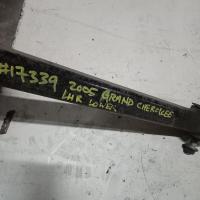 #17339 2005 GRAND CHEROKEE
LHR LOWER